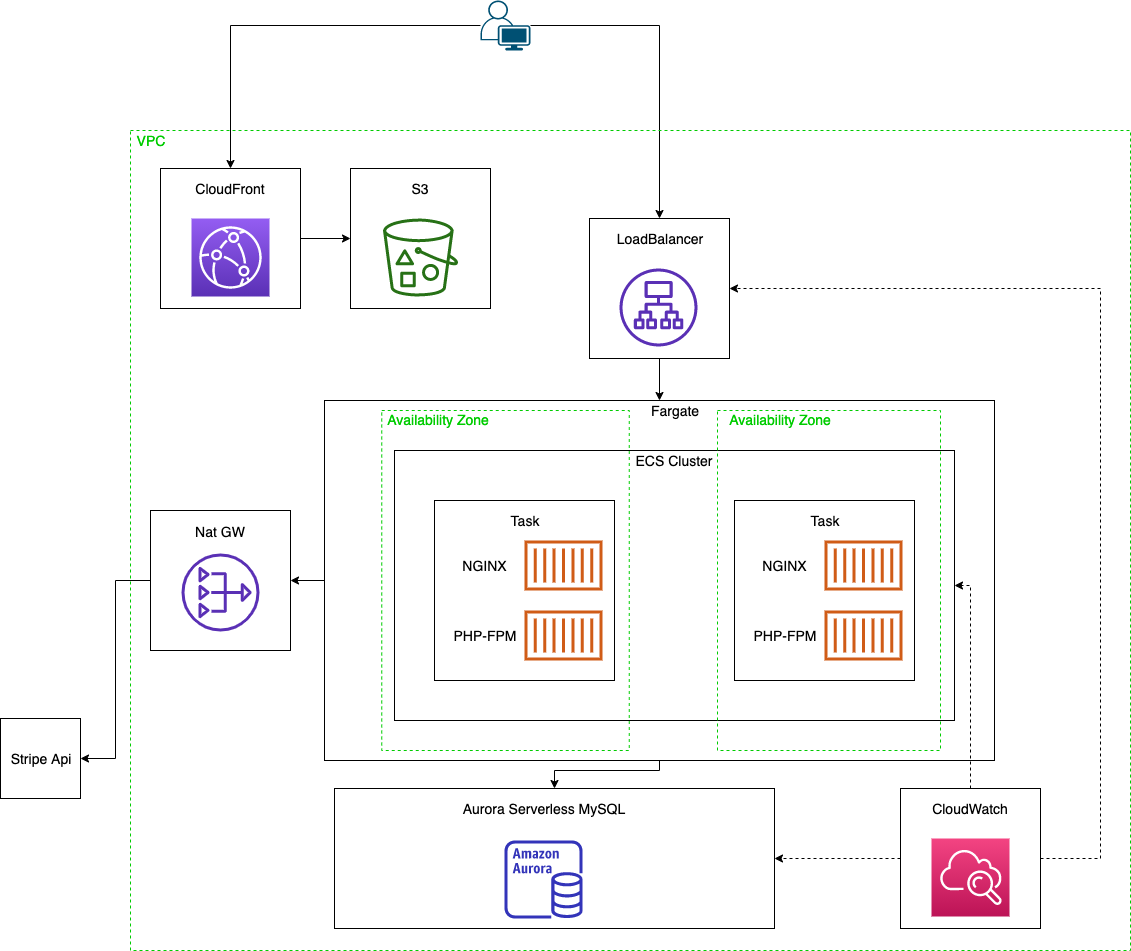 VPC
CloudFront
S3
LoadBalancer
Fargate
Availability Zone
Availability Zone
ECS Cluster
Task
Task
NGINX
NGINX
PHP-FPM
PHP-FPM
Nat GW
Stripe Api
Aurora Serverless MySQL
Amazon
Aurora
CloudWatch